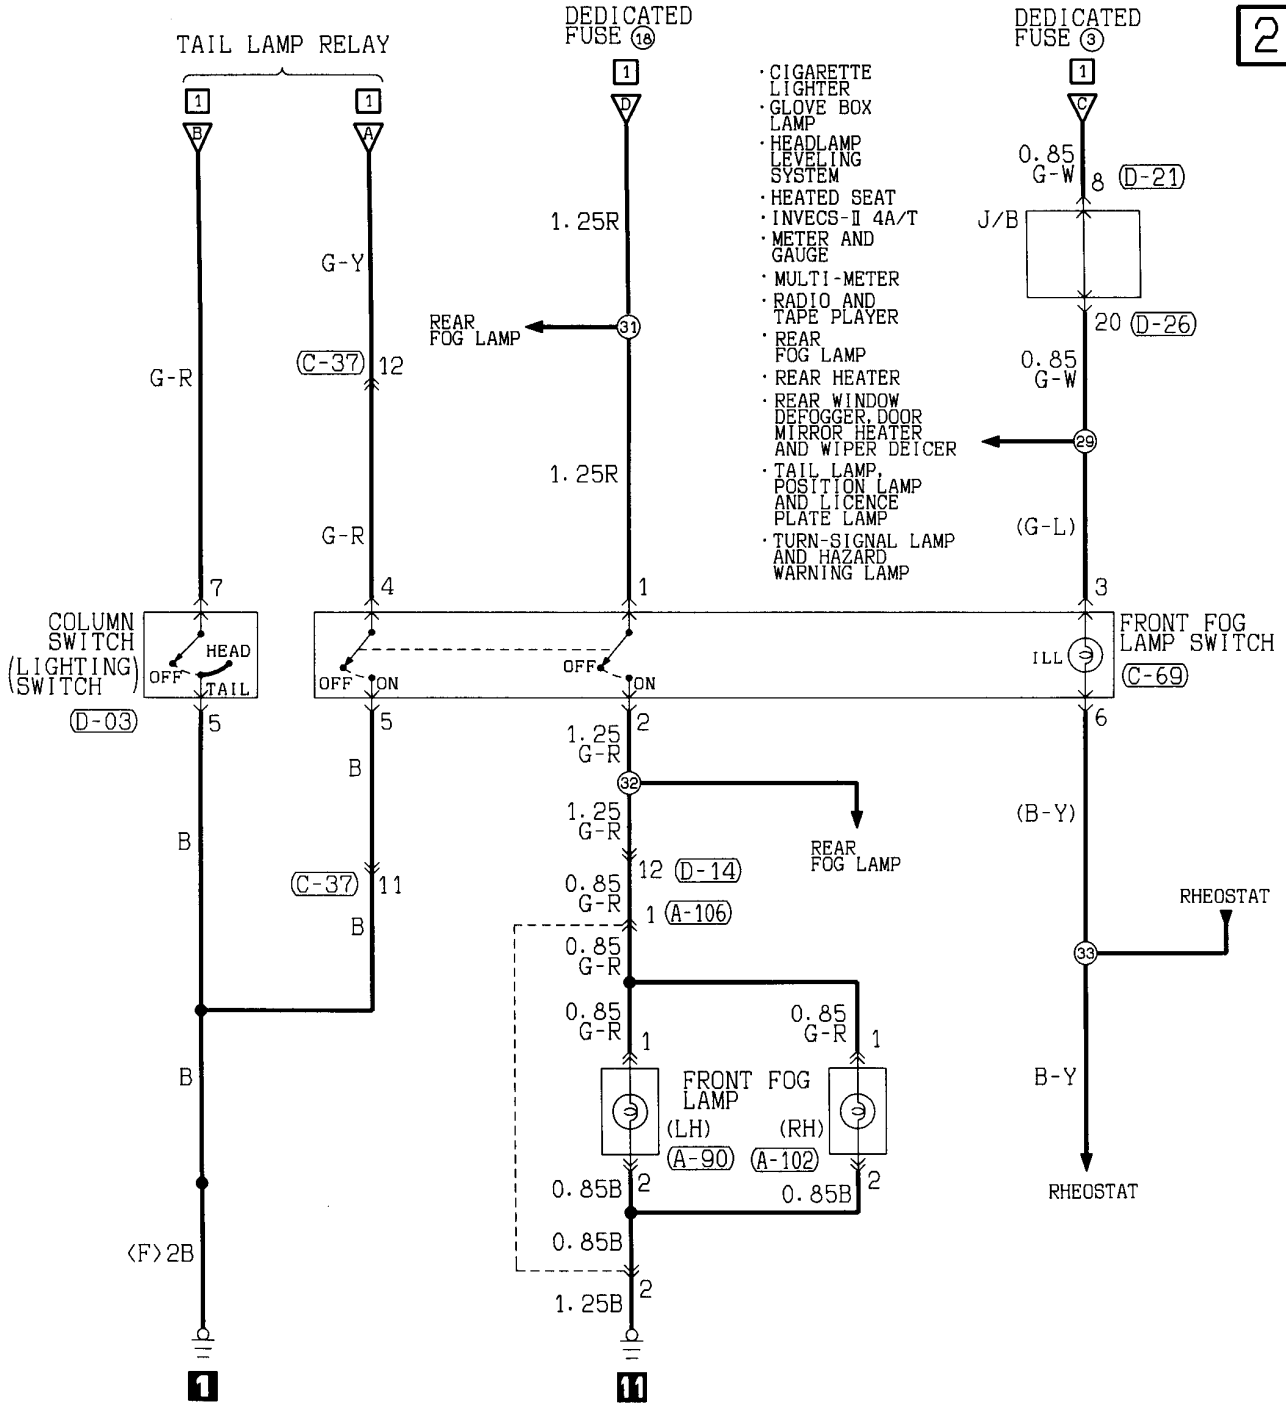 2
TAIL LAMP RELAY
DEDICATED
FUSE 18
DEDICATED
FUSE 3
1
1
1
1
B
A
D
C
· CIGARETTE
LIGHTER
· GLOVE BOX
LAMP
· HEADLAMP
LEVELING
SYSTEM
· HEATED SEAT
· INVECS-Ⅱ 4A/T
· METER AND
GAUGE
· MULTI-METER
· RADIO AND
TAPE PLAYER
· REAR
FOG LAMP
· REAR HEATER
· REAR WINDOW
DEFOGGER, DOOR
MIRROR HEATER
AND WIPER DEICER
· TAIL LAMP,
POSITION LAMP
AND LICENCE
PLATE LAMP
· TURN-SIGNAL LAMP
AND HAZARD
WARNING LAMP
0.85
G-W
8 (D-21)
J/B
20 (D-26)
0.85
G-W
29
(G-L)
3
1.25R
31
REAR
FOG LAMP
1.25R
1
G-Y
(C-37) 12
G-R
4
G-R
7
COLUMN
SWITCH
(LIGHTING)
SWITCH
(D-03)
OFF
HEAD
TAIL
5
OFF
ON
5
OFF
ON
2
ILL
FRONT FOG
LAMP SWITCH
(C-69)
6
B
B
(C-37) 11
B
B
<F>2B
1
1.25
G-R
32
1.25
G-R
REAR
FOG LAMP
12 (D-14)
0.85
G-R
1 (A-106)
0.85
G-R
0.85
G-R
1
0.85
G-R
1
FRONT FOG
LAMP
(LH)
(RH)
(A-90)
(A-102)
0.85B
2
0.85B
2
0.85B
2
1.25B
11
(B-Y)
RHEOSTAT
33
B-Y
RHEOSTAT